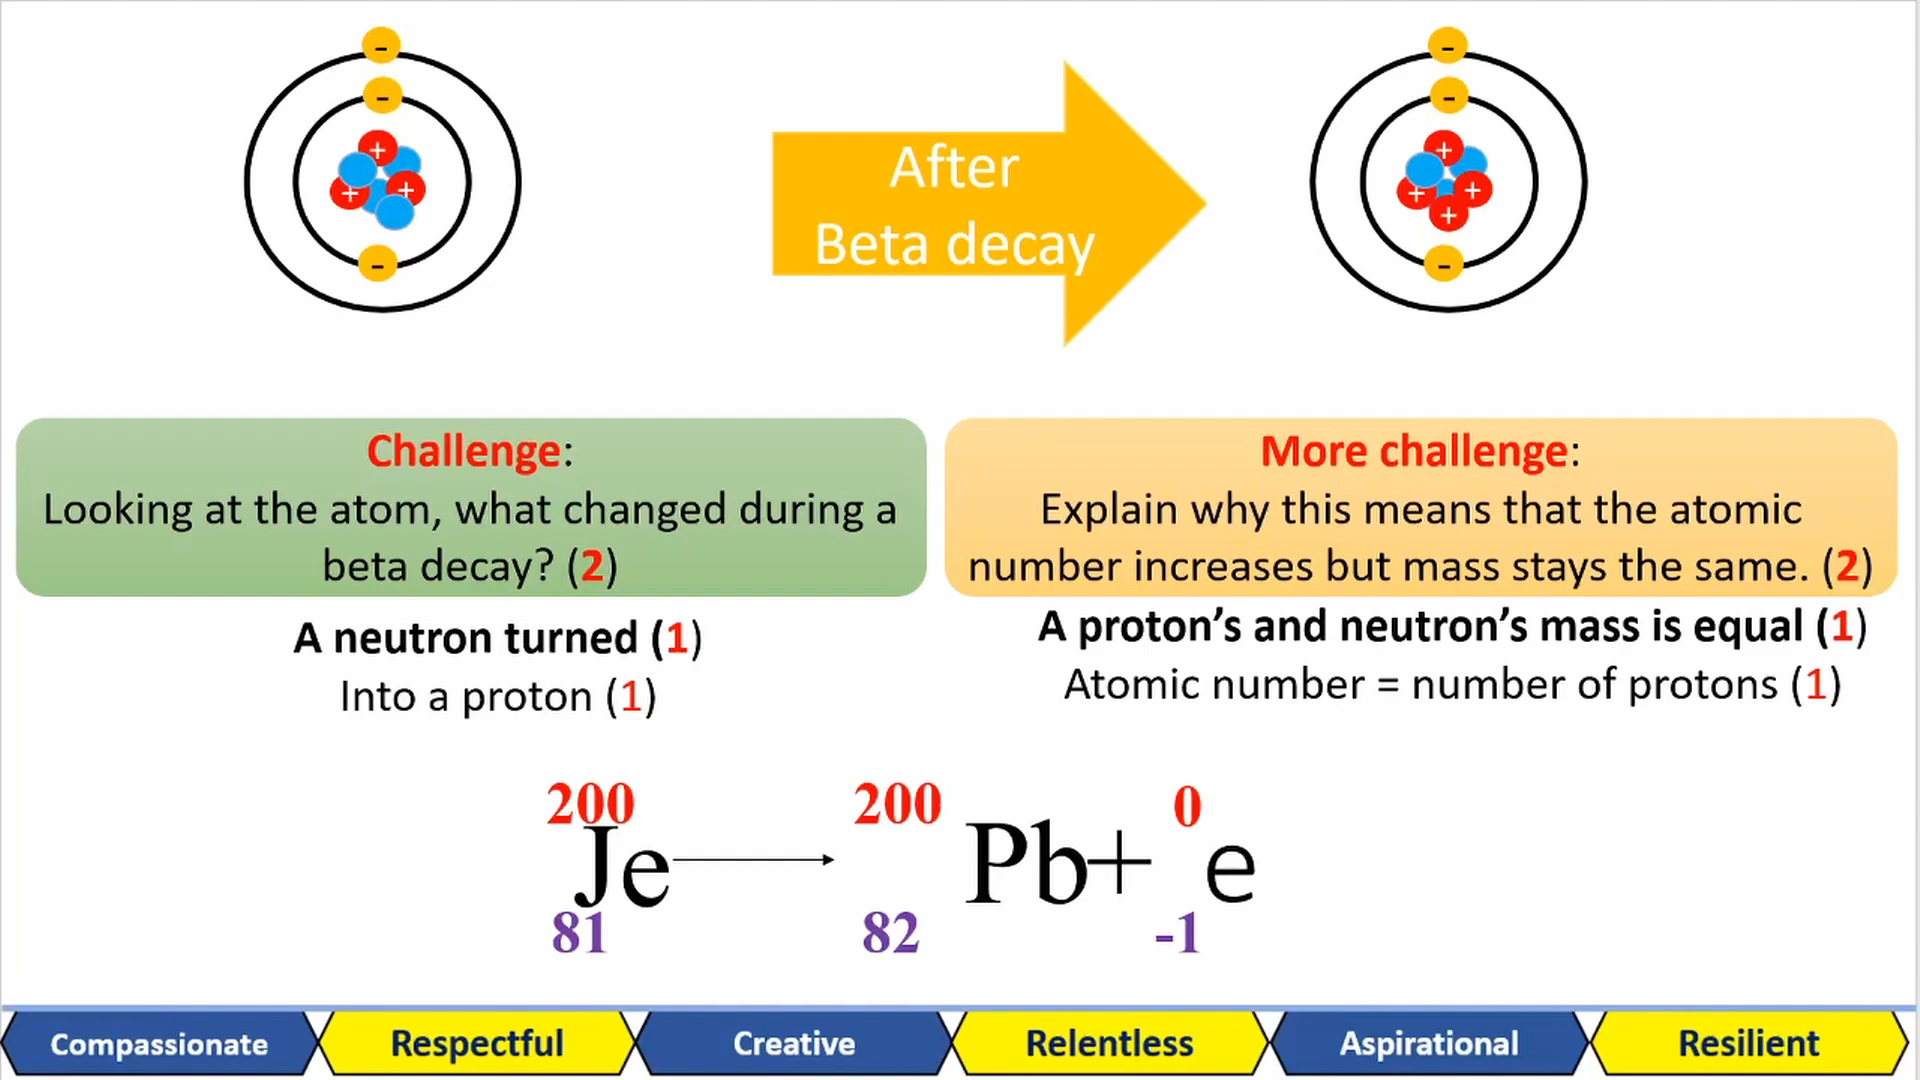 -
-
+
+ +
-
After
Beta decay
-
-
+
+ +
+
-
Challenge:
Looking at the atom, what changed during a
beta decay? (2)
More challenge:
Explain why this means that the atomic
number increases but mass stays the same. (2)
A neutron turned (1)
Into a proton (1)
A proton’s and neutron’s mass is equal (1)
Atomic number = number of protons (1)
200 200 0
Je Pb+ e
81 82 -1
Compassionate Respectful Creative Relentless Aspirational Resilient